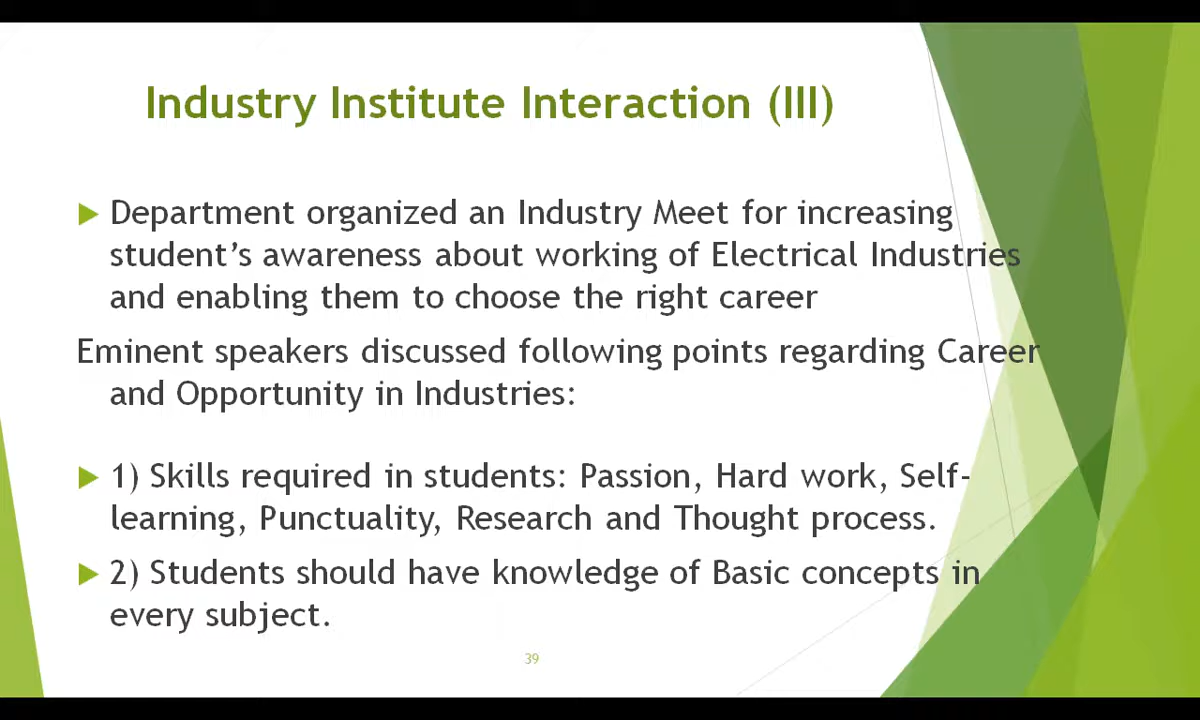 Industry Institute Interaction (III)
Department organized an Industry Meet for increasing
student’s awareness about working of Electrical Industries
and enabling them to choose the right career
Eminent speakers discussed following points regarding Career
and Opportunity in Industries:
1) Skills required in students: Passion, Hard work, Self-
learning, Punctuality, Research and Thought process.
2) Students should have knowledge of Basic concepts in
every subject.
39